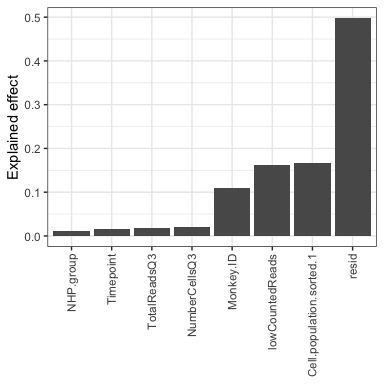 Explained effect
0.5
0.4
0.3
0.2
0.1
0.0
NHP.group
Timepoint
TotalReadsQ3
NumberCellsQ3
Monkey.ID
lowCountedReads
Cell.population.sorted.1
resid